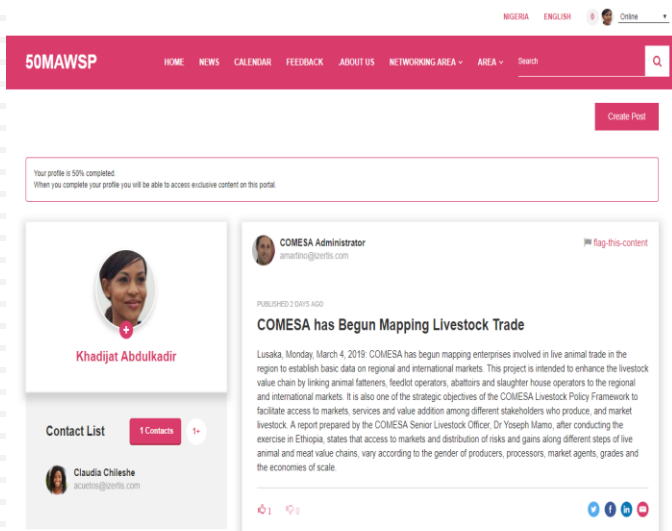 NIGERIA ENGLISH 0 Online
50MAWSP HOME NEWS CALENDAR FEEDBACK .ABOUT US NETWORKING AREA AREA Search
Create Post
Your profile is 50% completed.
When you complete your profile you will be able to access exclusive content on this portal.
COMESA Administrator
amartino@izertis.com
flag-this-content
PUBLISHED 2 DAYS AGO
COMESA has Begun Mapping Livestock Trade
Lusaka, Monday, March 4, 2019: COMESA has begun mapping enterprises involved in live animal trade in the
region to establish basic data on regional and international markets. This project is intended to enhance the livestock
value chain by linking animal fatteners, feedlot operators, abattoirs and slaughter house operators to the regional
and international markets. It is also one of the strategic objectives of the COMESA Livestock Policy Framework to
facilitate access to markets, services and value addition among different stakeholders who produce, and market
livestock. A report prepared by the COMESA Senior Livestock Officer, Dr Yoseph Mamo, after conducting the
exercise in Ethiopia, states that access to markets and distribution of risks and gains along different steps of live
animal and meat value chains, vary according to the gender of producers, processors, market agents, grades and
the economies of scale.
1 0
Khadijat Abdulkadir
Contact List 1 Contacts 1+
Claudia Chileshe
acuetos@izertis.com